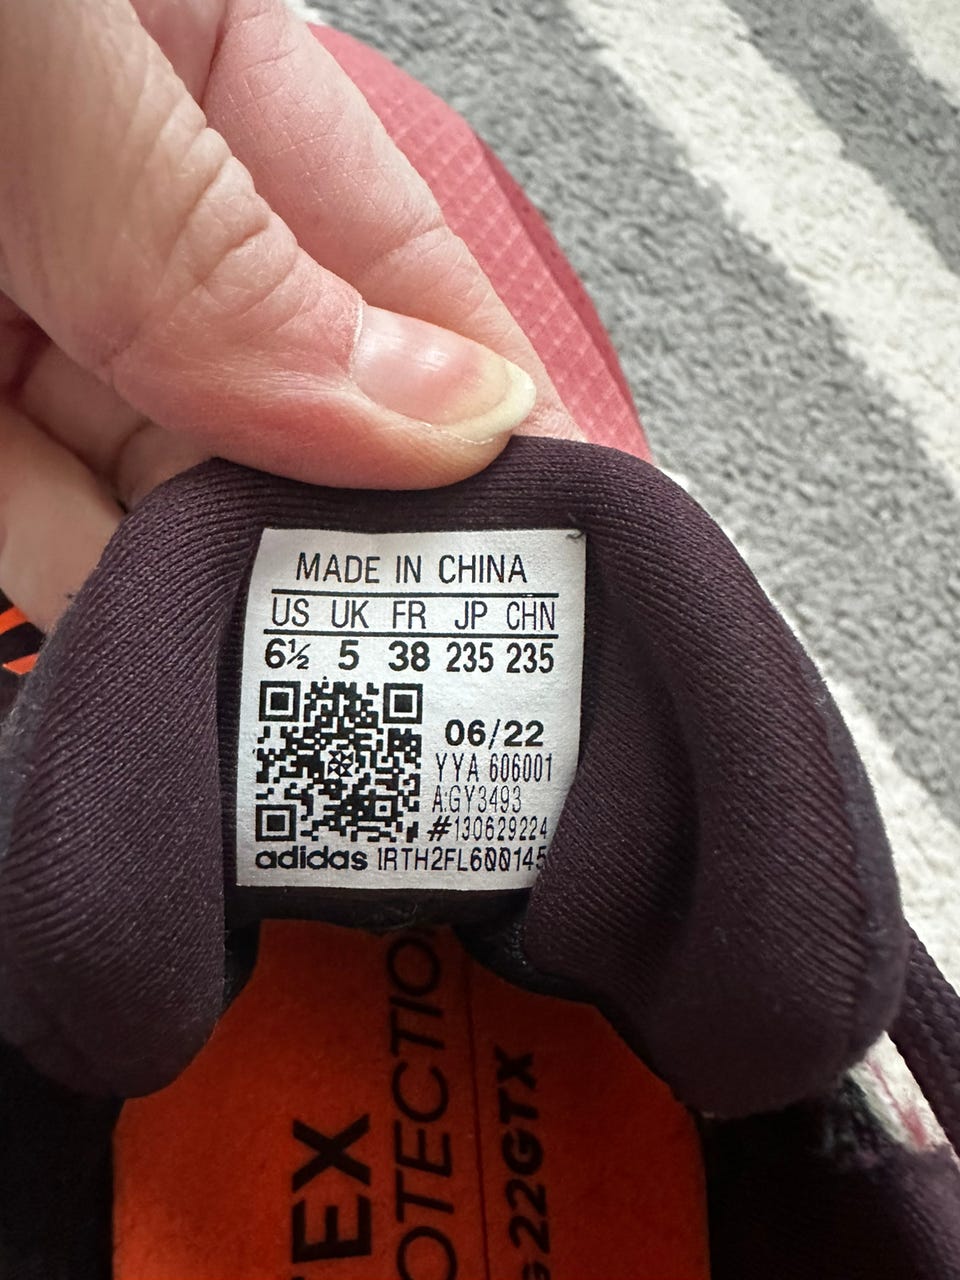 MADE IN CHINA
US UK FR JP CHN
6½ 5 38 235 235
06/22
YYA 606001
A:GY3493
#130629224
adidas 1RTH2FL600145
EX
OTECTIO
22GTX